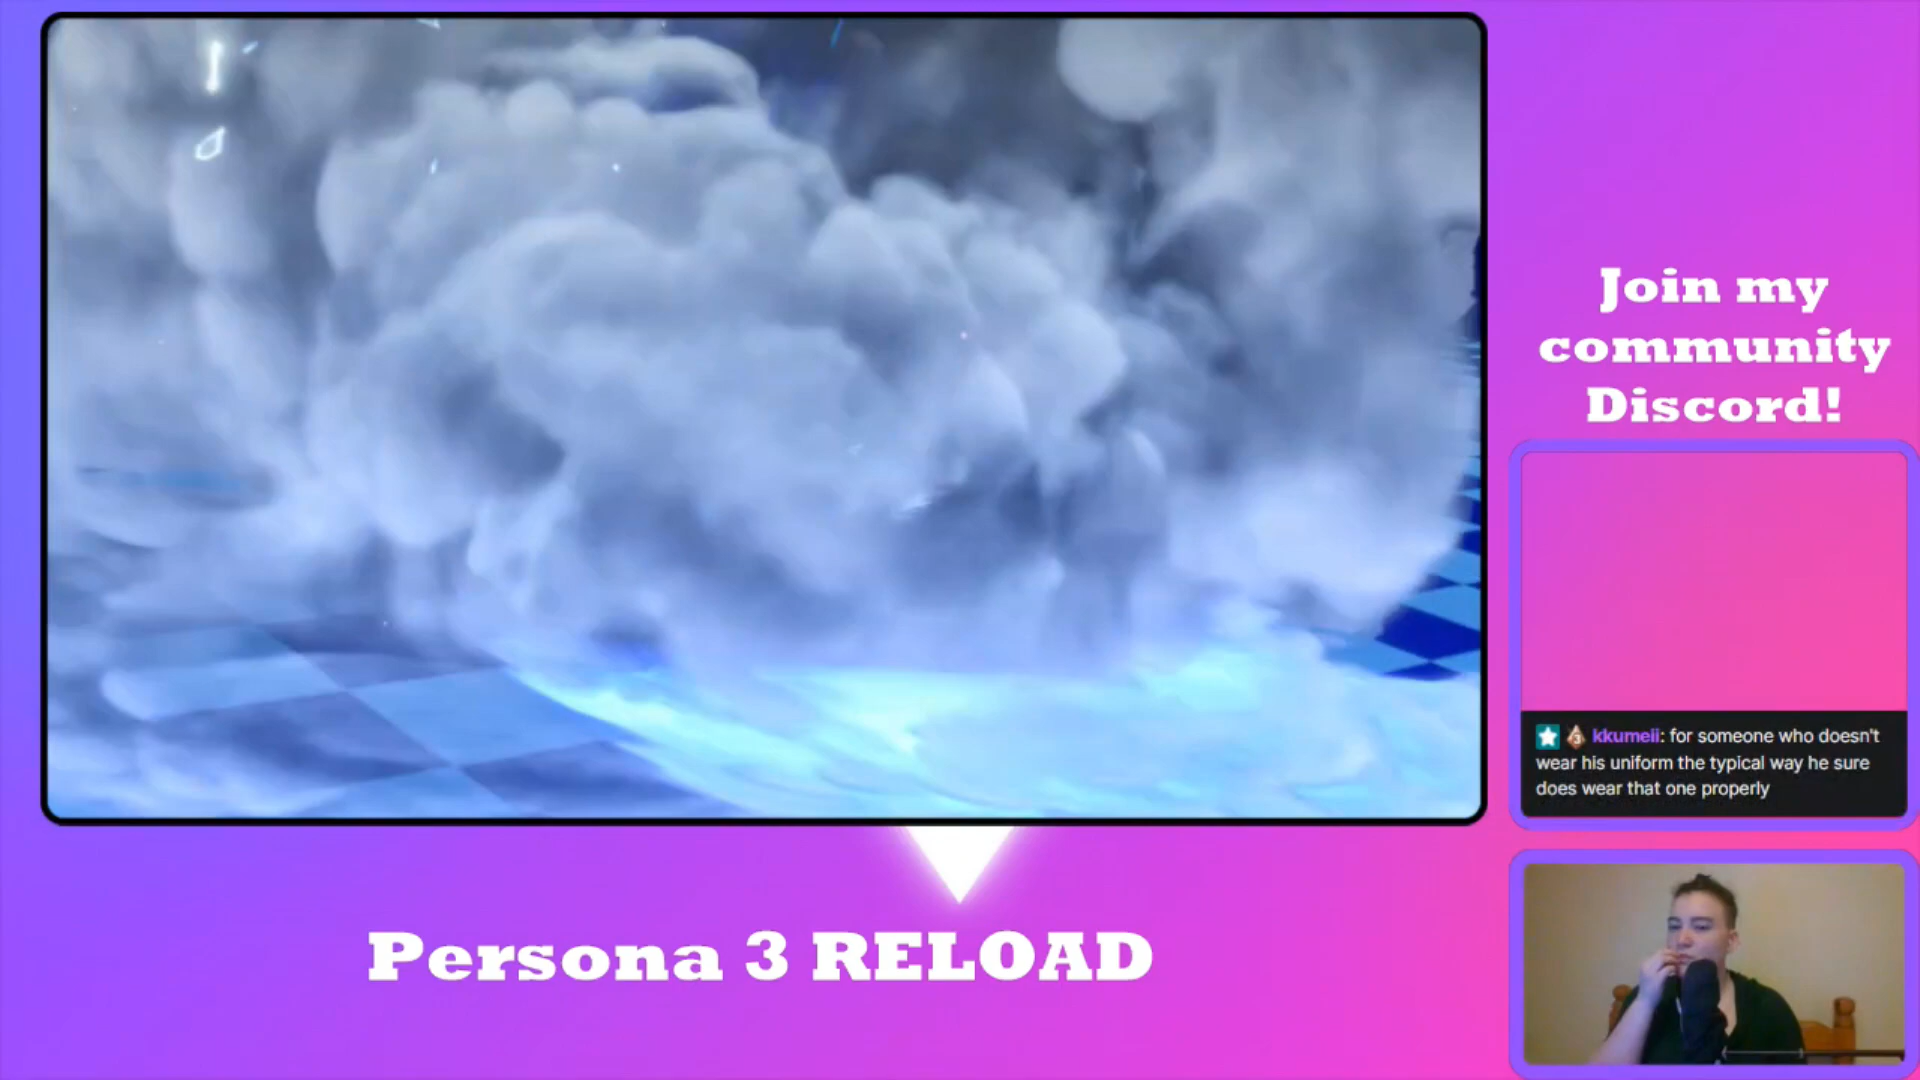 Join my
community
Discord!
kkumeii: for someone who doesn't
wear his uniform the typical way he sure
does wear that one properly
Persona 3 RELOAD